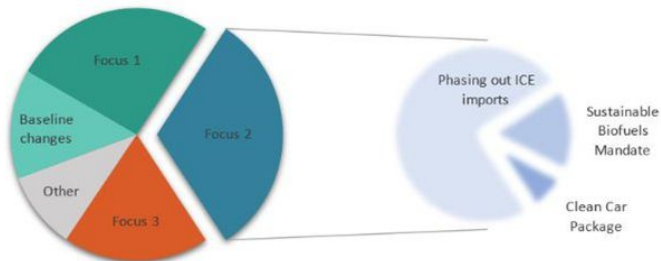 Focus 1
Baseline
changes
Other
Focus 3
Focus 2
Phasing out ICE
imports
Sustainable
Biofuels
Mandate
Clean Car
Package